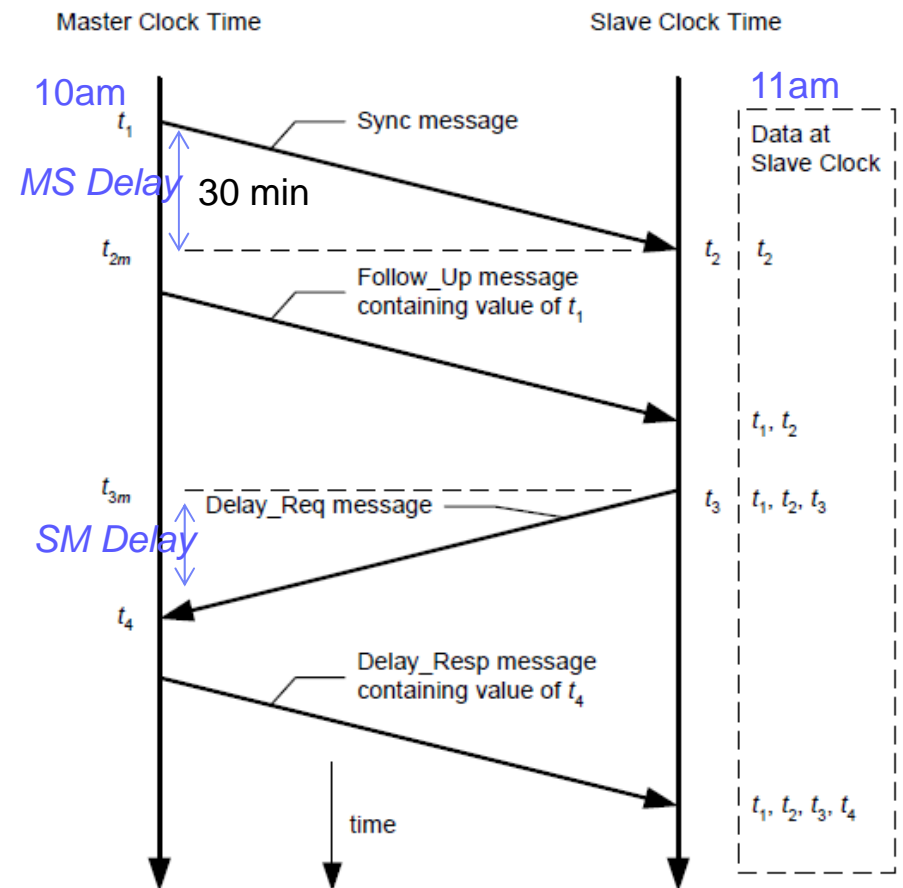 Master Clock Time
Slave Clock Time
10am
11am
t1
Sync message
Data at
Slave Clock
MS Delay
30 min
t2m
t2
t2
Follow_Up message
containing value of t1
t1, t2
t3m
Delay_Req message
t3
t1, t2, t3
SM Delay
t4
Delay_Resp message
containing value of t4
t1, t2, t3, t4
time